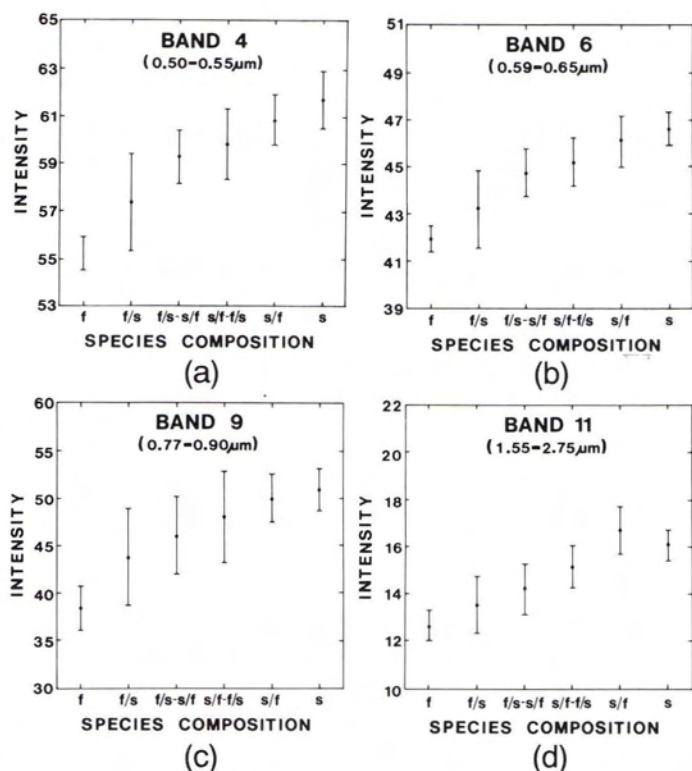 BAND 4
(0.50-0.55µm)
INTENSITY
65
63
61
59
57
55
53
f f/s f/s-s/f s/f-f/s s/f s
SPECIES COMPOSITION
(a)
BAND 6
(0.59-0.65µm)
INTENSITY
51
49
47
45
43
41
39
f f/s f/s-s/f s/f-f/s s/f s
SPECIES COMPOSITION
(b)
BAND 9
(0.77-0.90µm)
INTENSITY
60
55
50
45
40
35
30
f f/s f/s-s/f s/f-f/s s/f s
SPECIES COMPOSITION
(c)
BAND 11
(1.55-2.75µm)
INTENSITY
22
20
18
16
14
12
10
f f/s f/s-s/f s/f-f/s s/f s
SPECIES COMPOSITION
(d)